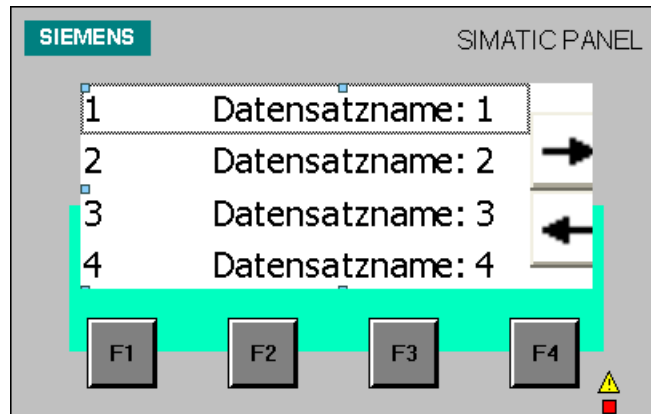 SIEMENS SIMATIC PANEL
1 Datensatzname: 1
2 Datensatzname: 2
3 Datensatzname: 3
4 Datensatzname: 4
F1 F2 F3 F4